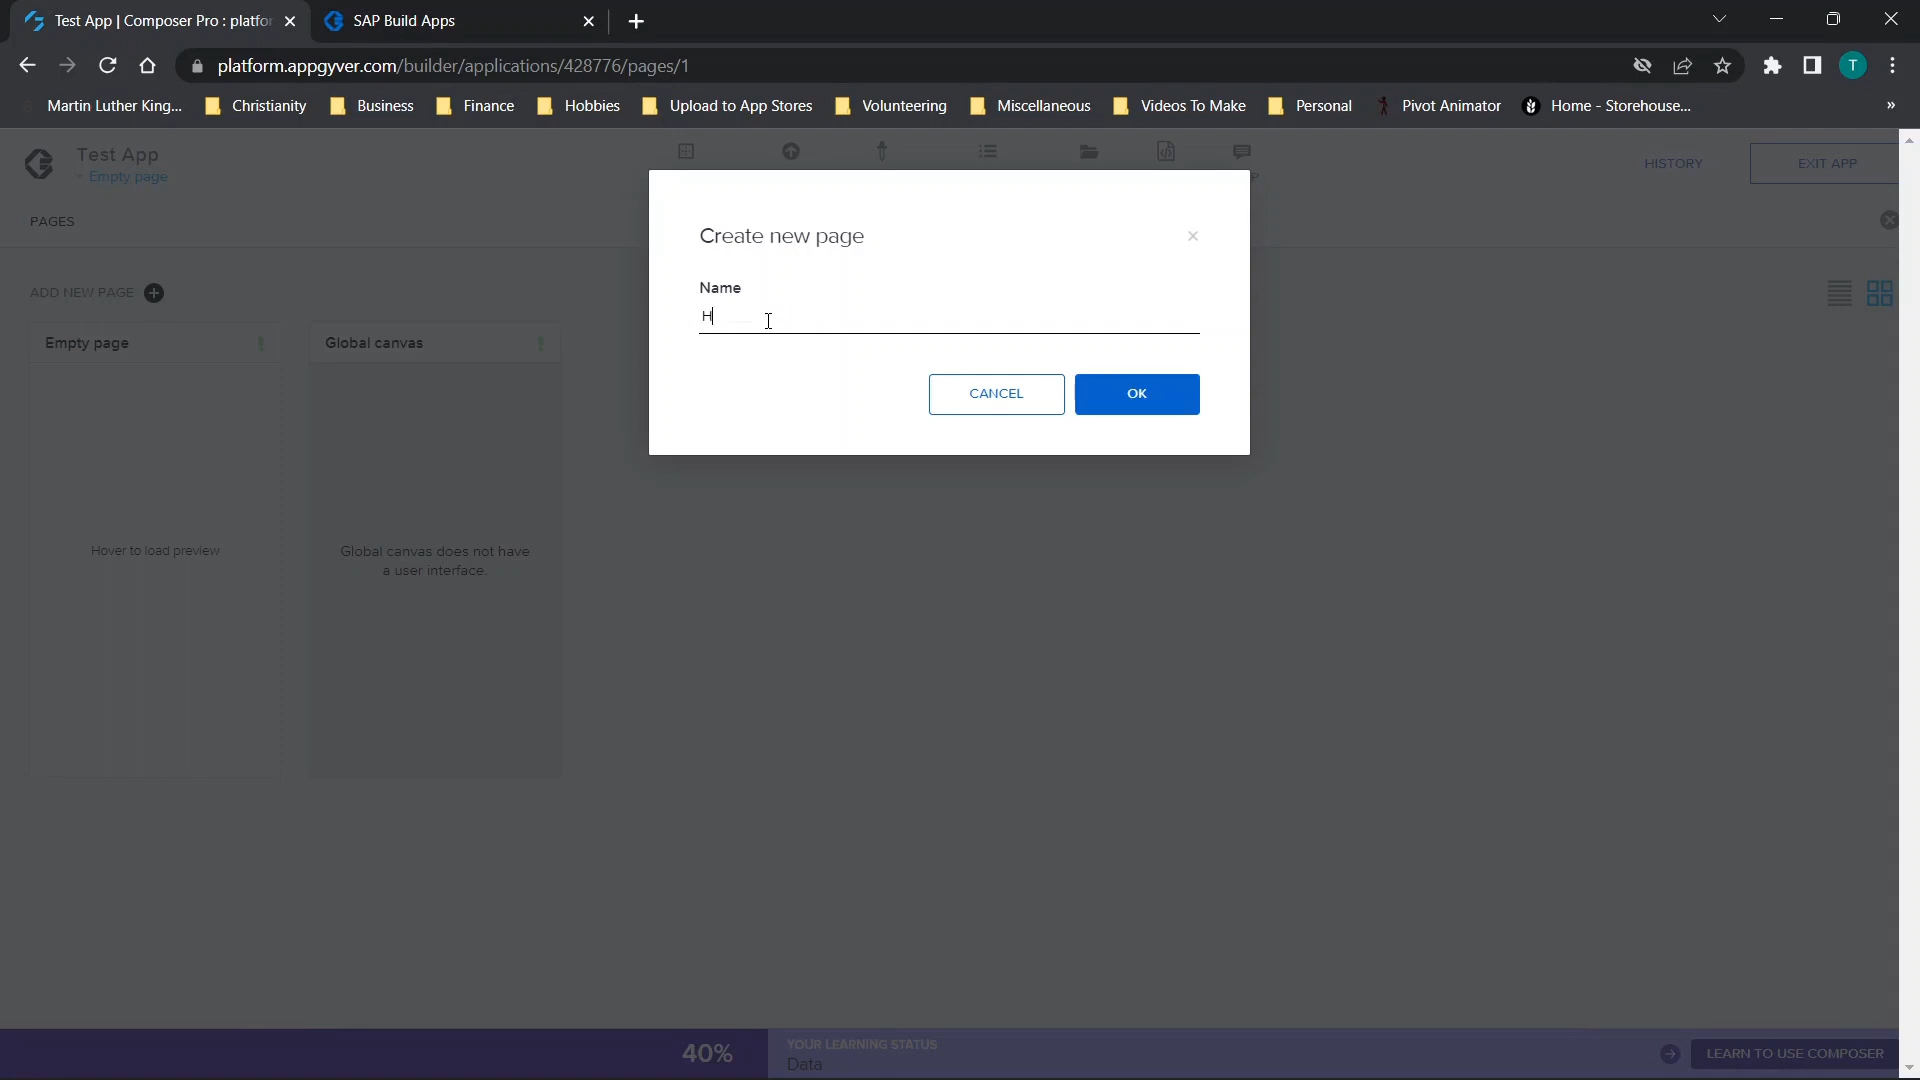 Test App | Composer Pro : platfor
SAP Build Apps
platform.appgyver.com/builder/applications/428776/pages/1
T
Martin Luther King...
Christianity
Business
Finance
Hobbies
Upload to App Stores
Volunteering
Miscellaneous
Videos To Make
Personal
Pivot Animator
Home - Storehouse...
»
Test App
Empty page
HISTORY
EXIT APP
PAGES
Create new page
Name
H
CANCEL
OK
ADD NEW PAGE
Empty page
Global canvas
Hover to load preview
Global canvas does not have
a user interface.
40%
YOUR LEARNING STATUS
Data
LEARN TO USE COMPOSER